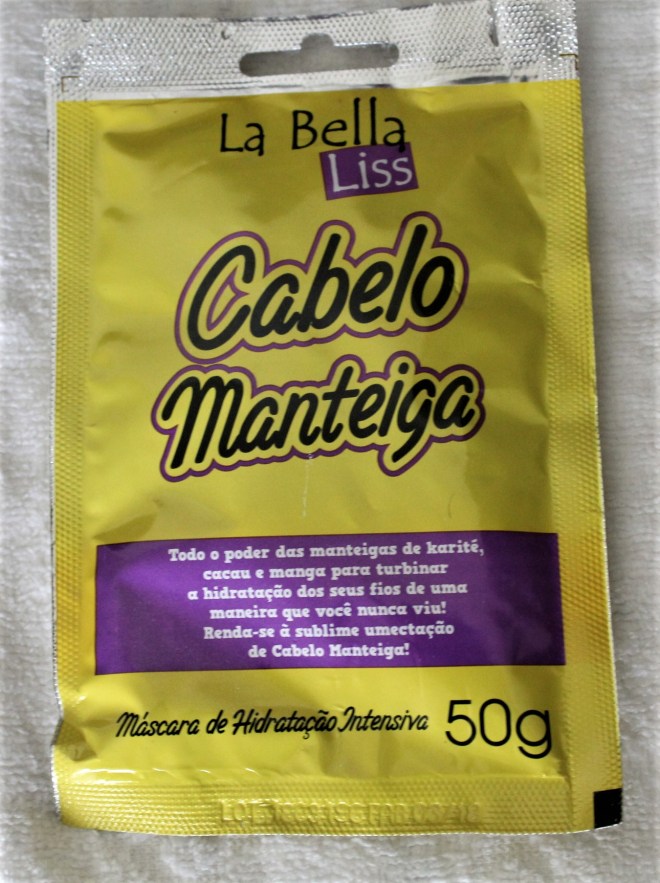 La Bella
Liss
Cabelo
Manteiga
Todo o poder das manteigas de karité,
cacau e manga para turbinar
a hidratação dos seus fios de uma
maneira que você nunca viu!
Renda-se à sublime umectação
de Cabelo Manteiga!
Máscara de Hidratação Intensiva 50g